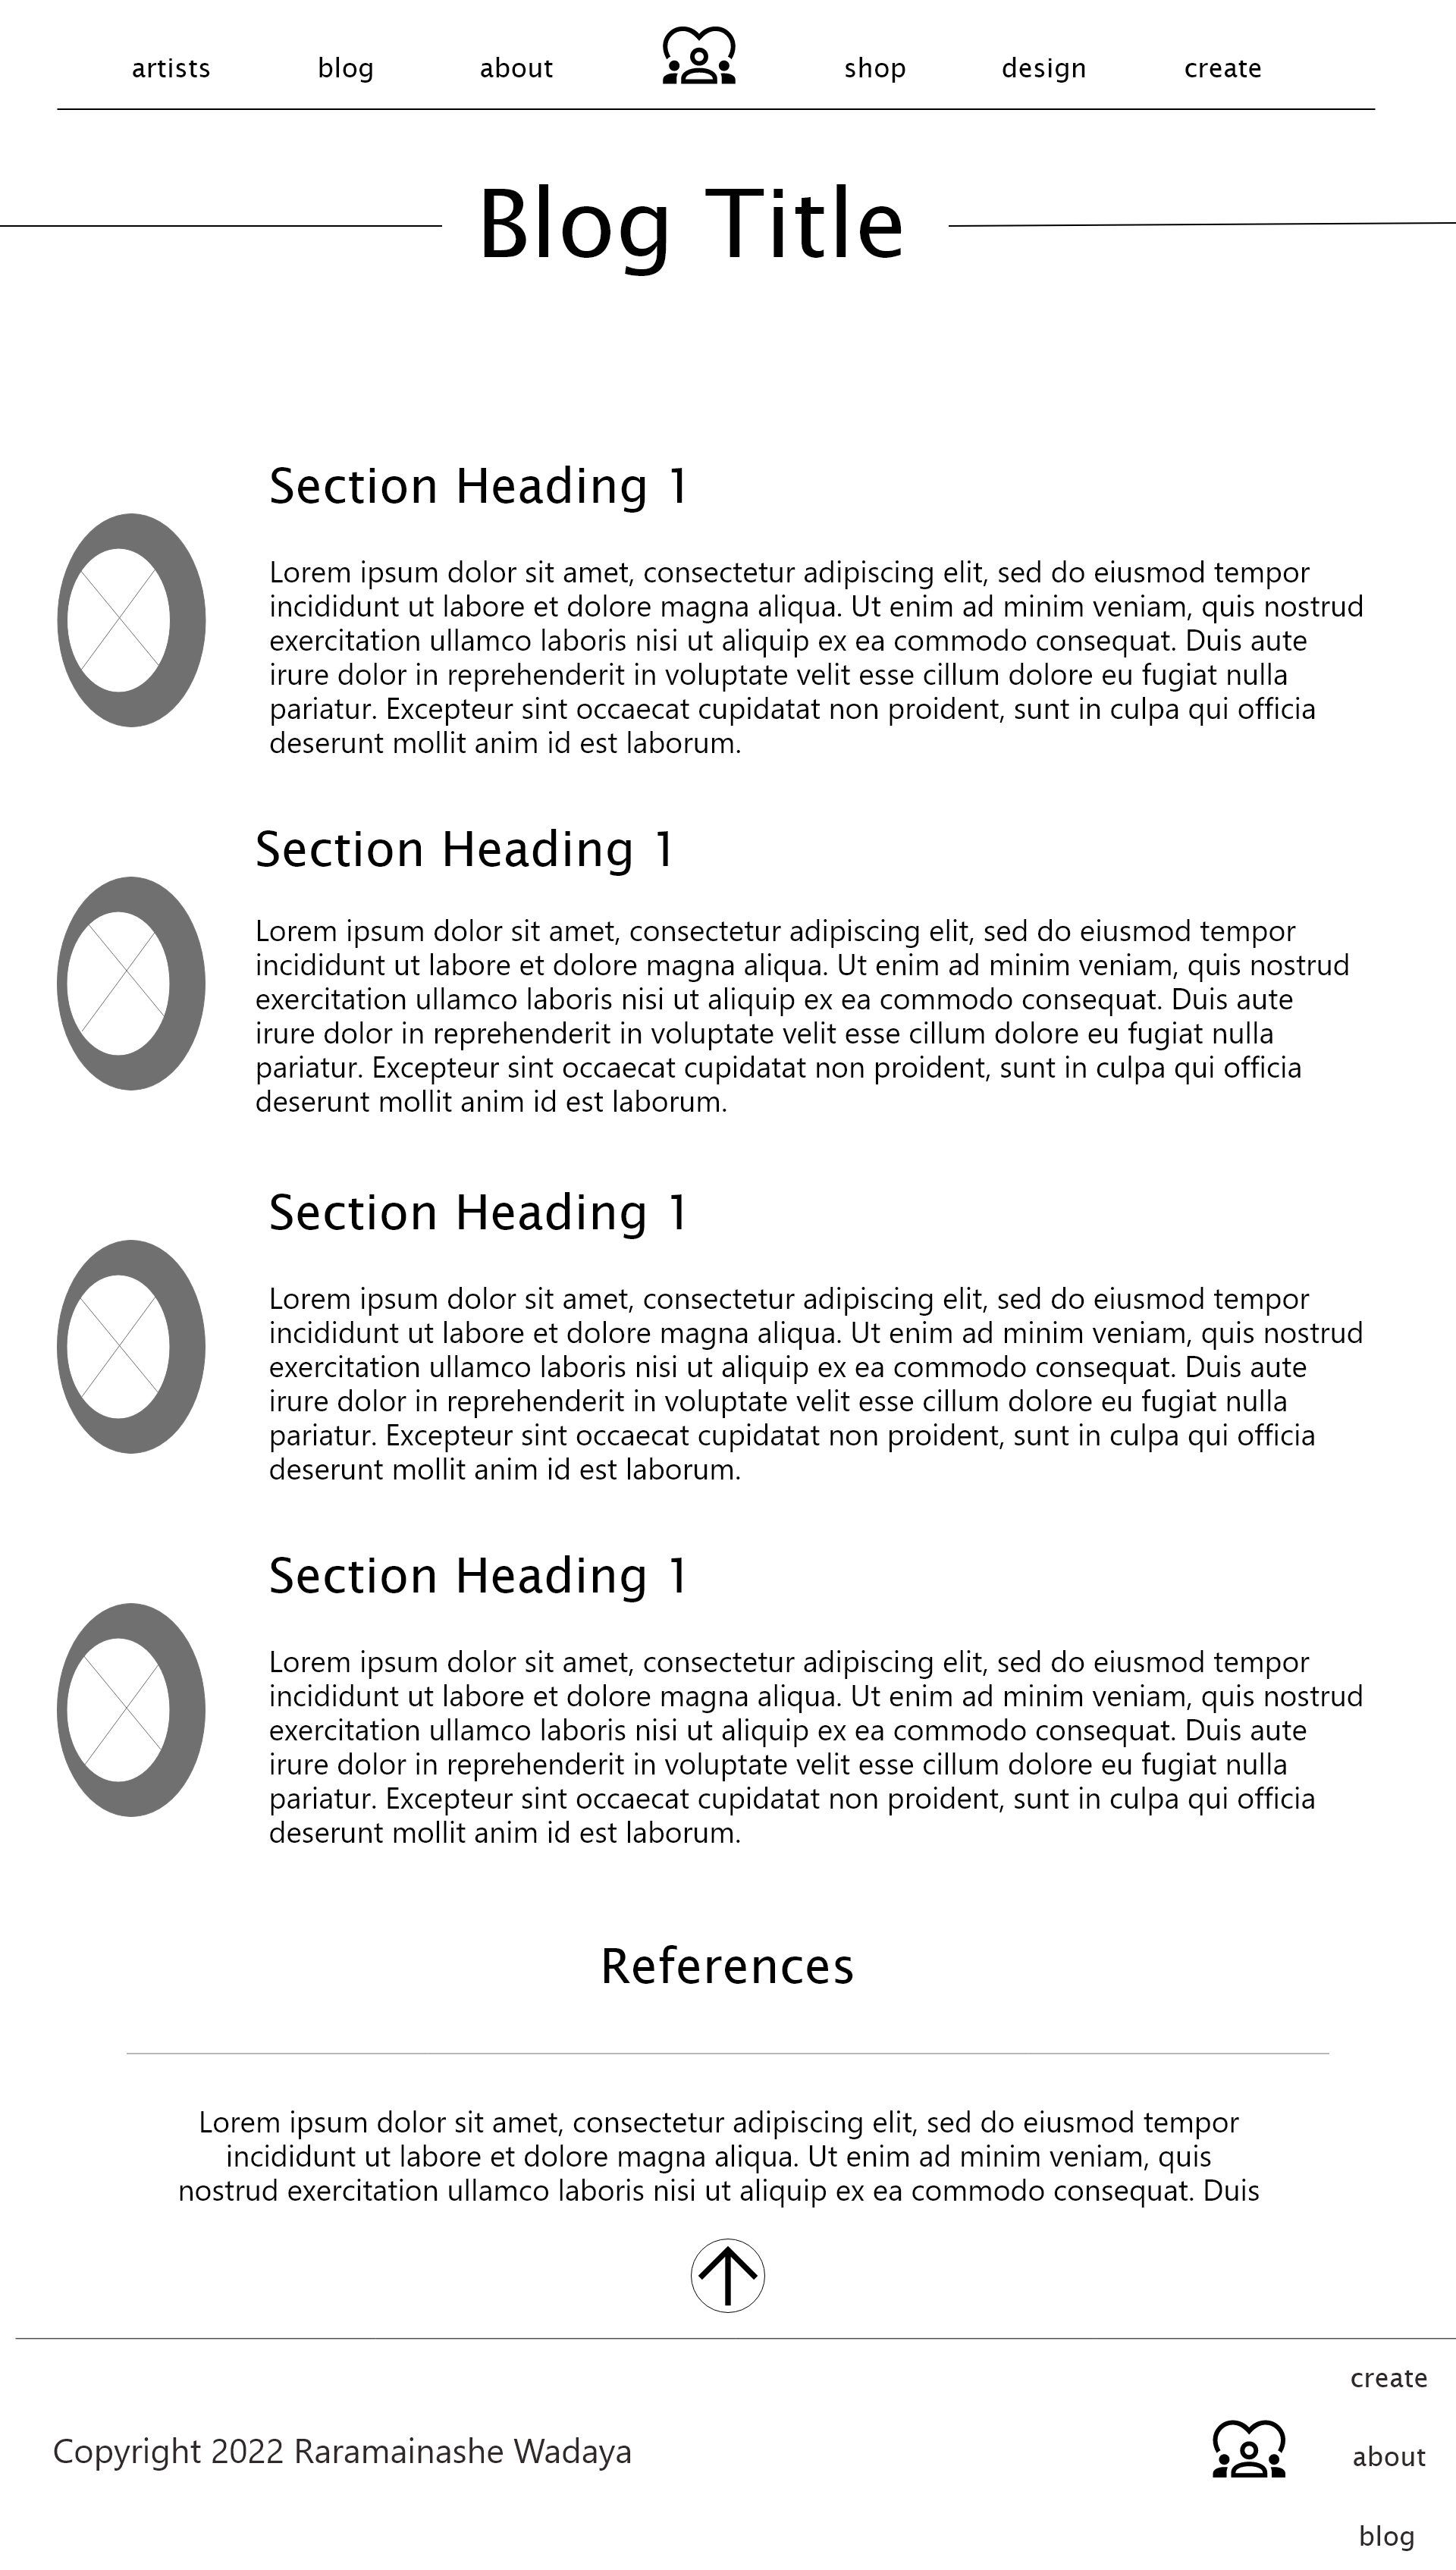 artists blog about shop design create
Blog Title
Section Heading 1
Lorem ipsum dolor sit amet, consectetur adipiscing elit, sed do eiusmod tempor
incididunt ut labore et dolore magna aliqua. Ut enim ad minim veniam, quis nostrud
exercitation ullamco laboris nisi ut aliquip ex ea commodo consequat. Duis aute
irure dolor in reprehenderit in voluptate velit esse cillum dolore eu fugiat nulla
pariatur. Excepteur sint occaecat cupidatat non proident, sunt in culpa qui officia
deserunt mollit anim id est laborum.
Section Heading 1
Lorem ipsum dolor sit amet, consectetur adipiscing elit, sed do eiusmod tempor
incididunt ut labore et dolore magna aliqua. Ut enim ad minim veniam, quis nostrud
exercitation ullamco laboris nisi ut aliquip ex ea commodo consequat. Duis aute
irure dolor in reprehenderit in voluptate velit esse cillum dolore eu fugiat nulla
pariatur. Excepteur sint occaecat cupidatat non proident, sunt in culpa qui officia
deserunt mollit anim id est laborum.
Section Heading 1
Lorem ipsum dolor sit amet, consectetur adipiscing elit, sed do eiusmod tempor
incididunt ut labore et dolore magna aliqua. Ut enim ad minim veniam, quis nostrud
exercitation ullamco laboris nisi ut aliquip ex ea commodo consequat. Duis aute
irure dolor in reprehenderit in voluptate velit esse cillum dolore eu fugiat nulla
pariatur. Excepteur sint occaecat cupidatat non proident, sunt in culpa qui officia
deserunt mollit anim id est laborum.
Section Heading 1
Lorem ipsum dolor sit amet, consectetur adipiscing elit, sed do eiusmod tempor
incididunt ut labore et dolore magna aliqua. Ut enim ad minim veniam, quis nostrud
exercitation ullamco laboris nisi ut aliquip ex ea commodo consequat. Duis aute
irure dolor in reprehenderit in voluptate velit esse cillum dolore eu fugiat nulla
pariatur. Excepteur sint occaecat cupidatat non proident, sunt in culpa qui officia
deserunt mollit anim id est laborum.
References
Lorem ipsum dolor sit amet, consectetur adipiscing elit, sed do eiusmod tempor
incididunt ut labore et dolore magna aliqua. Ut enim ad minim veniam, quis
nostrud exercitation ullamco laboris nisi ut aliquip ex ea commodo consequat. Duis
create
Copyright 2022 Raramainashe Wadaya
about
blog